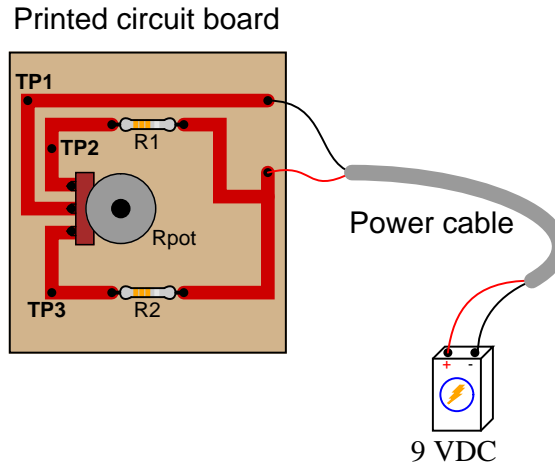 Printed circuit board
TP1
R1
TP2
Rpot
Power cable
TP3
R2
+ -
9 VDC